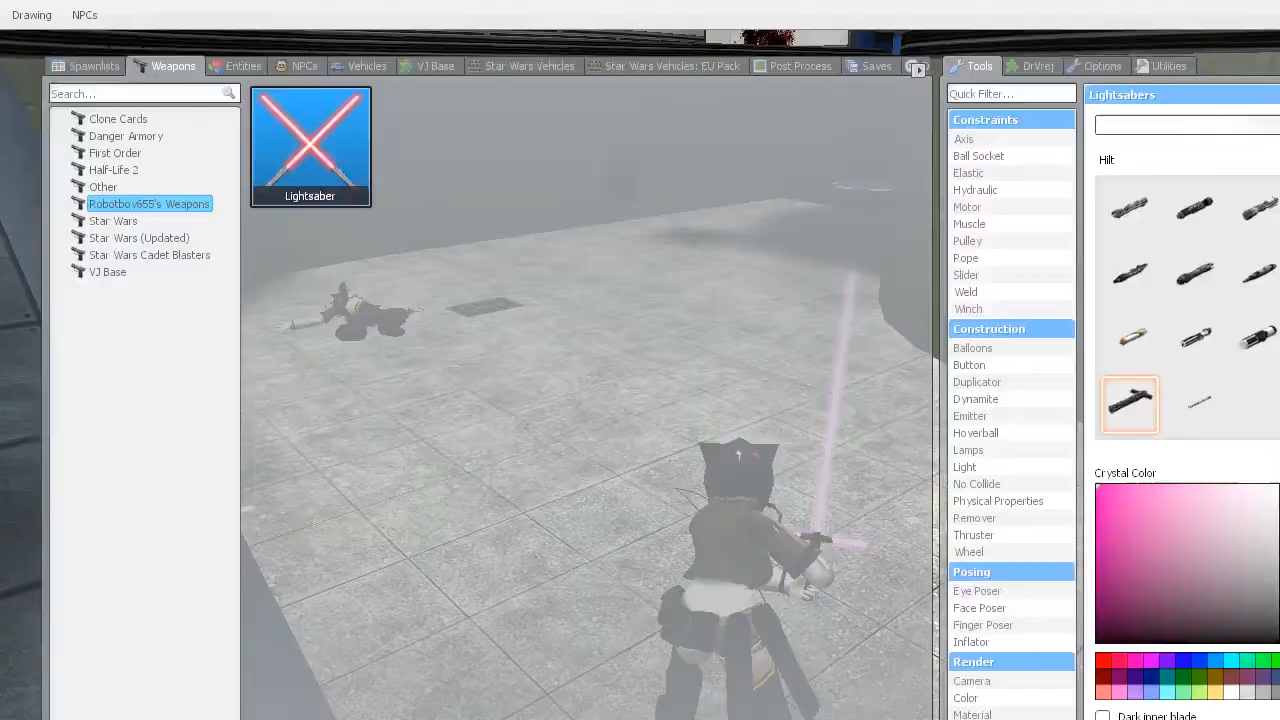 Drawing
NPCs
Spawnlists
Weapons
Entities
NPCs
Vehicles
VJ Base
Star Wars Vehicles
Star Wars Vehicles: EU Pack
Post Process
Saves
Tools
DrVrej
Options
Utilities
Search...
Clone Cards
Danger Armory
First Order
Half-Life 2
Other
Robotboy655's Weapons
Star Wars
Star Wars (Updated)
Star Wars Cadet Blasters
VJ Base
Lightsaber
Quick Filter...
Constraints
Axis
Ball Socket
Elastic
Hydraulic
Motor
Muscle
Pulley
Rope
Slider
Weld
Winch
Construction
Balloons
Button
Duplicator
Dynamite
Emitter
Hoverball
Lamps
Light
No Collide
Physical Properties
Remover
Thruster
Wheel
Posing
Eye Poser
Face Poser
Finger Poser
Inflator
Render
Camera
Color
Material
Lightsabers
Hilt
Crystal Color
Dark inner blade